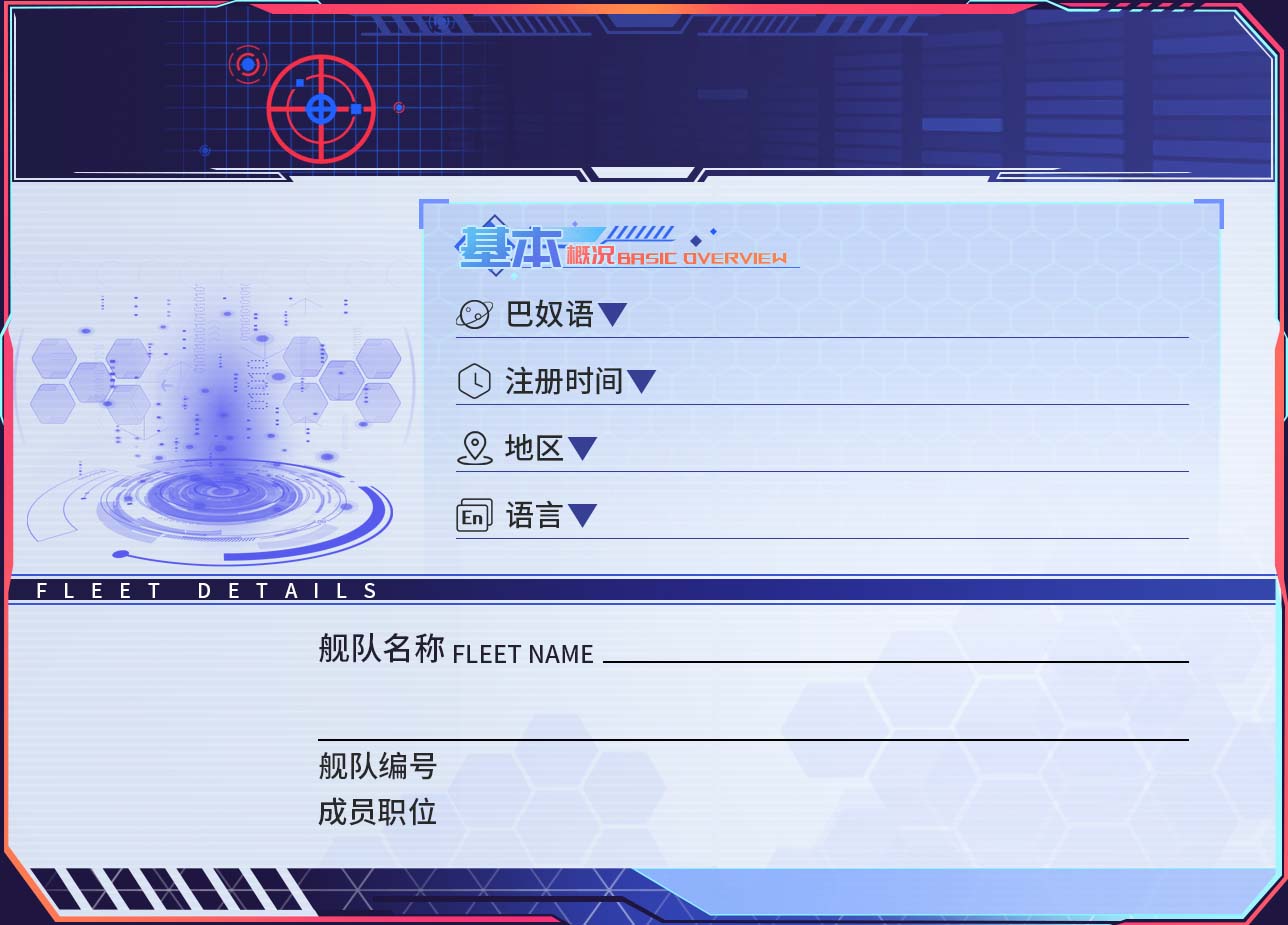 基本概况 BASIC OVERVIEW
巴奴语
注册时间
地区
En 语言
FLEET DETAILS
舰队名称 FLEET NAME
舰队编号
成员职位